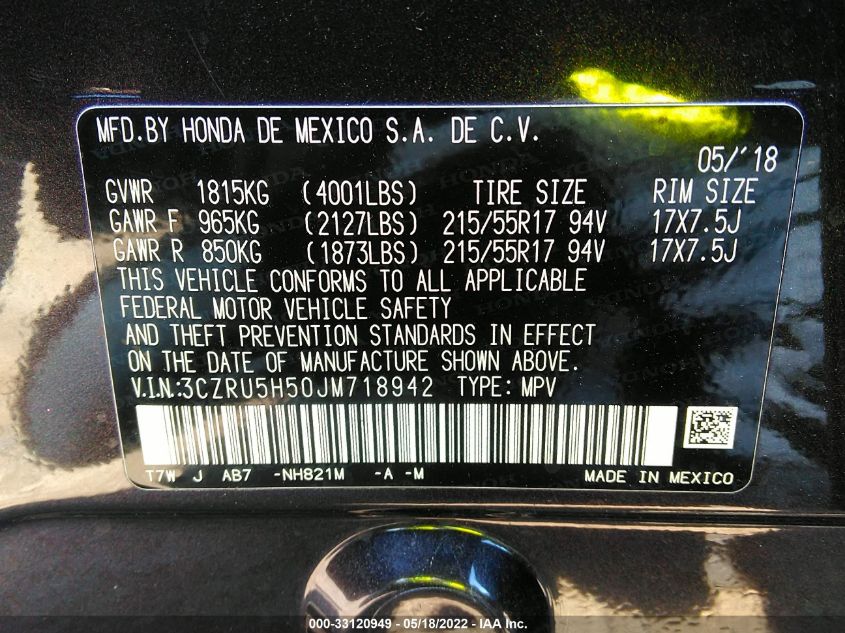 MFD.BY HONDA DE MEXICO S.A. DE C.V.
05/'18
GVWR 1815KG (4001LBS) TIRE SIZE RIM SIZE
GAWR F 965KG (2127LBS) 215/55R17 94V 17X7.5J
GAWR R 850KG (1873LBS) 215/55R17 94V 17X7.5J
THIS VEHICLE CONFORMS TO ALL APPLICABLE
FEDERAL MOTOR VEHICLE SAFETY
AND THEFT PREVENTION STANDARDS IN EFFECT
ON THE DATE OF MANUFACTURE SHOWN ABOVE.
V.I.N.:3CZRU5H50JM718942 TYPE: MPV
T7W J AB7 -NH821M -A -M MADE IN MEXICO
000-33120949 - 05/18/2022 - IAA Inc.